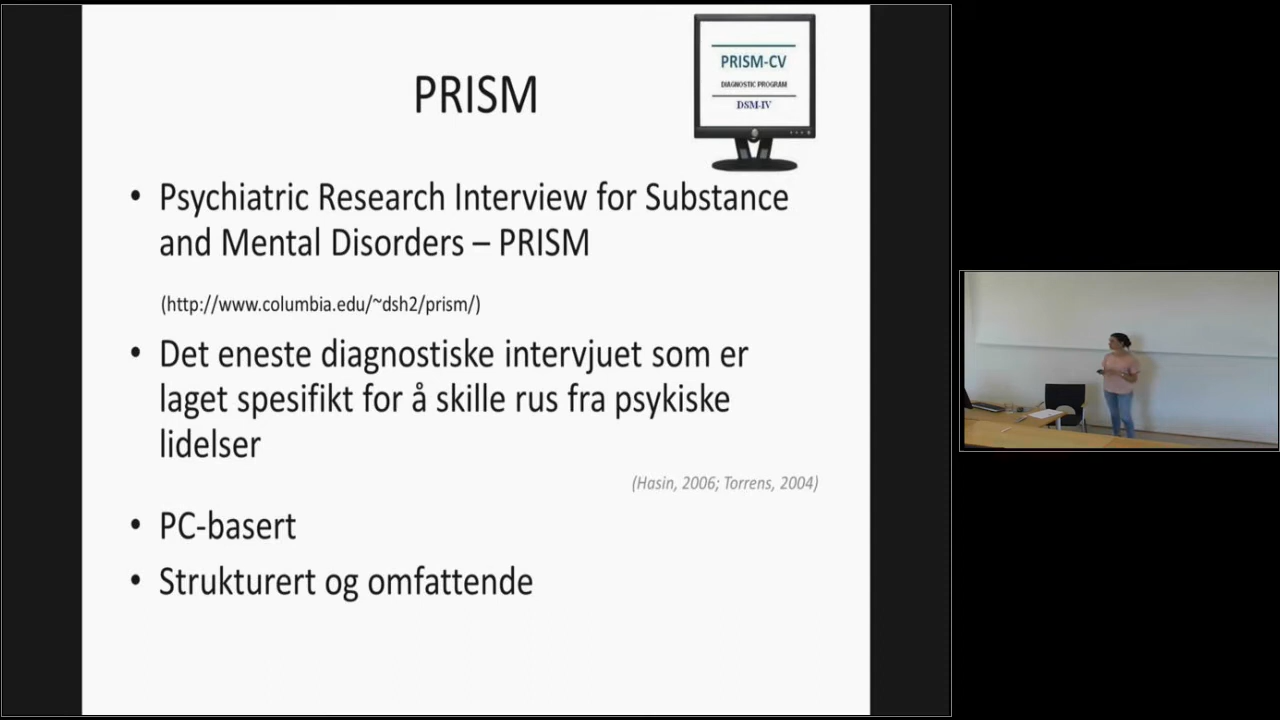 PRISM
PRISM-CV
DIAGNOSTIC PROGRAM
DSM-IV
• Psychiatric Research Interview for Substance
and Mental Disorders – PRISM
(http://www.columbia.edu/~dsh2/prism/)
• Det eneste diagnostiske intervjuet som er
laget spesifikt for å skille rus fra psykiske
lidelser
(Hasin, 2006; Torrens, 2004)
• PC-basert
• Strukturert og omfattende